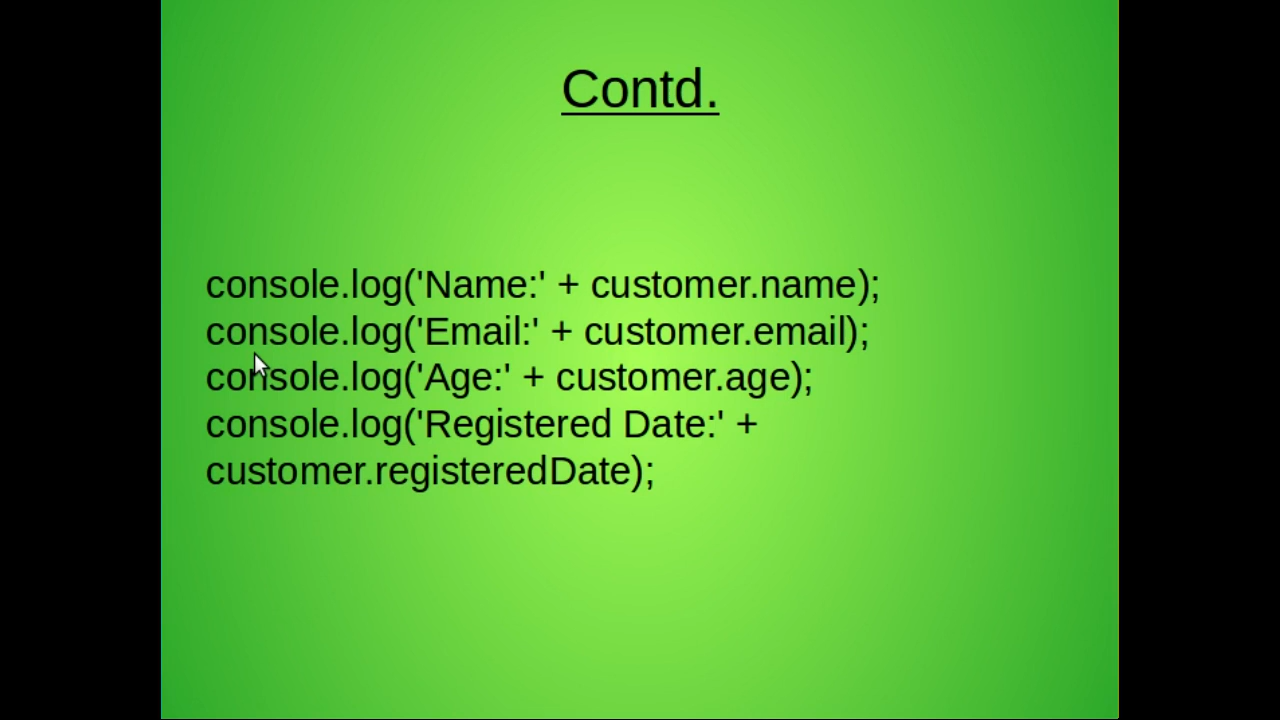 Contd.
console.log('Name:' + customer.name);
console.log('Email:' + customer.email);
console.log('Age:' + customer.age);
console.log('Registered Date:' +
customer.registeredDate);